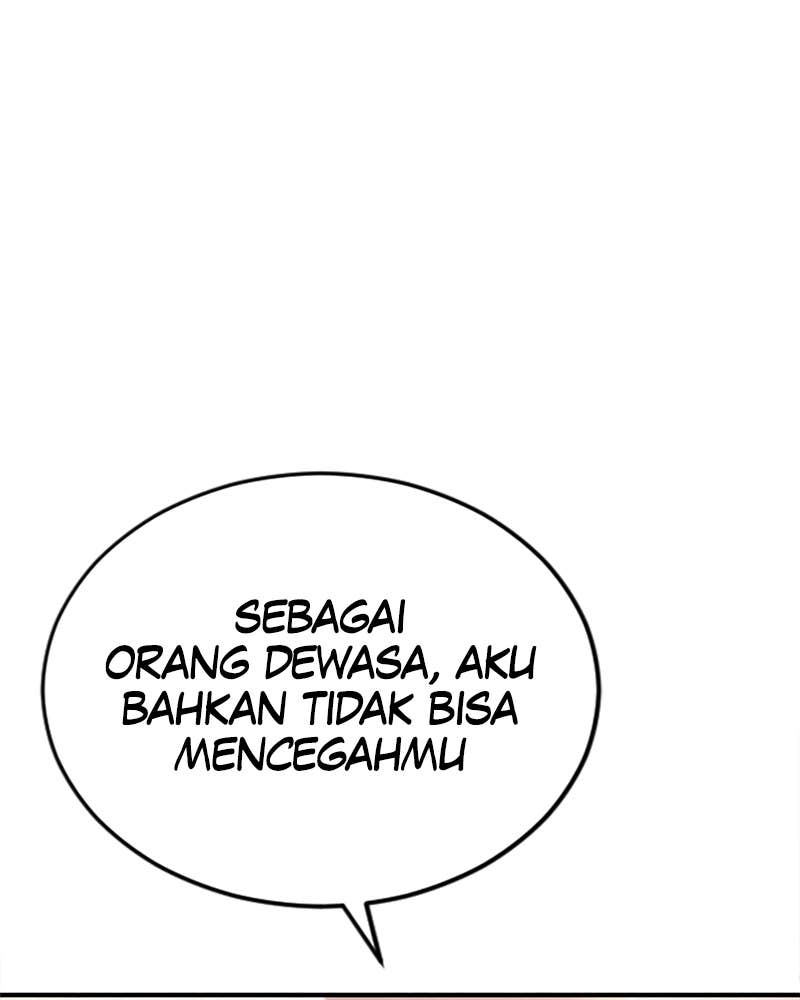 SEBAGAI
ORANG DEWASA, AKU
BAHKAN TIDAK BISA
MENCEGAHMU